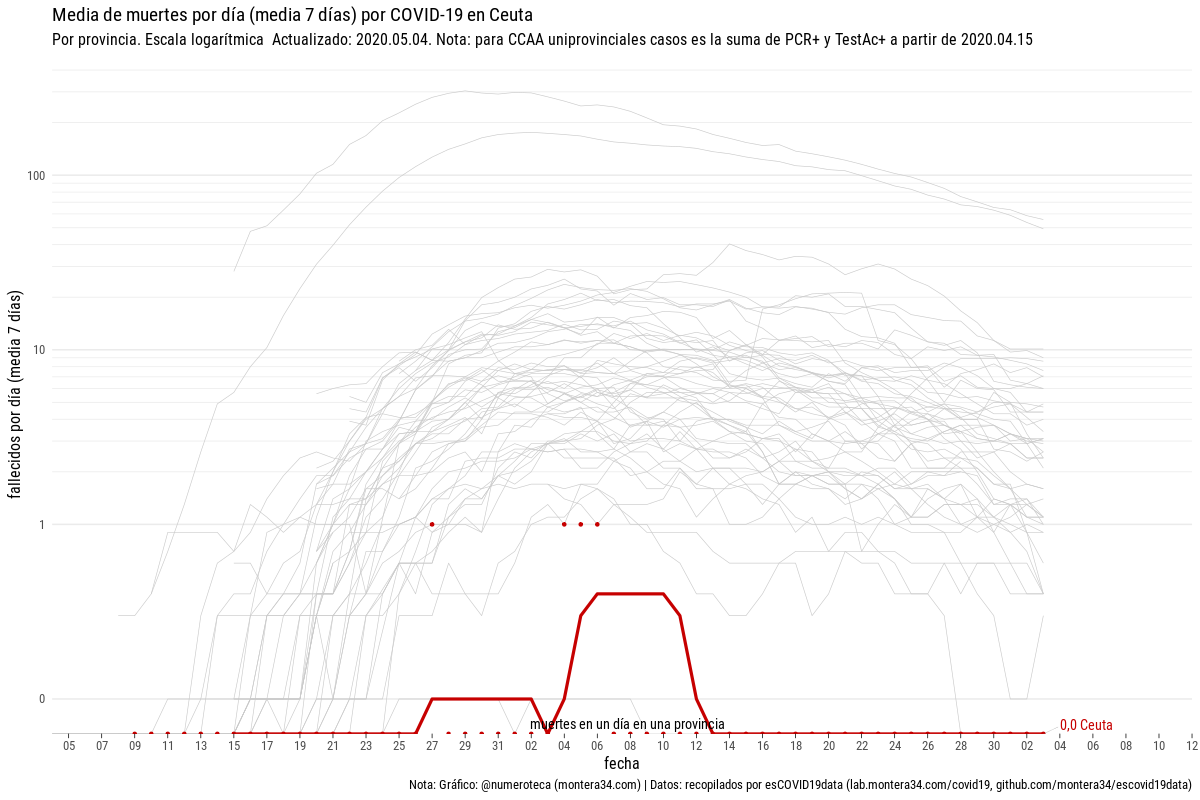 Media de muertes por día (media 7 días) por COVID-19 en Ceuta
Por provincia. Escala logarítmica  Actualizado: 2020.05.04. Nota: para CCAA uniprovinciales casos es la suma de PCR+ y TestAc+ a partir de 2020.04.15
fallecidos por día (media  7 días)
100
10
1
0
muertes en un día en una provincia
0,0 Ceuta
05 07 09 11 13 15 17 19 21 23 25 27 29 31 02 04 06 08 10 12 14 16 18 20 22 24 26 28 30 02 04 06 08 10 12
fecha
Nota: Gráfico: @numeroteca (montera34.com) | Datos: recopilados por esCOVID19data (lab.montera34.com/covid19, github.com/montera34/escovid19data)